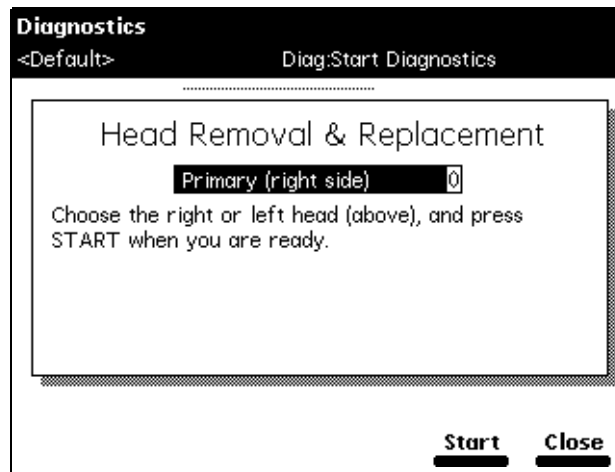 Diagnostics
<Default> Diag:Start Diagnostics
Head Removal & Replacement
Primary (right side) 0
Choose the right or left head (above), and press
START when you are ready.
Start Close